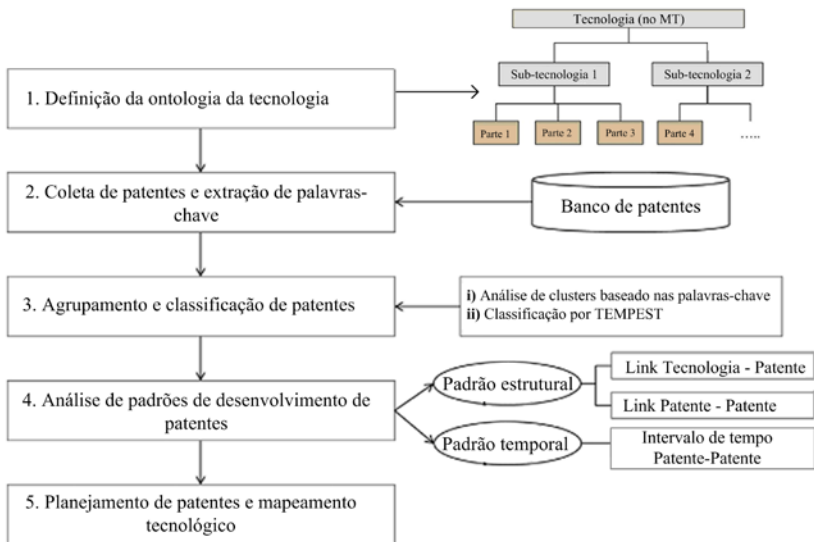 Tecnologia (no MT)
Sub-tecnologia 1
Sub-tecnologia 2
Parte 1
Parte 2
Parte 3
Parte 4
.....
1. Definição da ontologia da tecnologia
2. Coleta de patentes e extração de palavras-
chave
Banco de patentes
3. Agrupamento e classificação de patentes
i) Análise de clusters baseado nas palavras-chave
ii) Classificação por TEMPEST
4. Análise de padrões de desenvolvimento de
patentes
Padrão estrutural
Link Tecnologia - Patente
Link Patente - Patente
Padrão temporal
Intervalo de tempo
Patente-Patente
5. Planejamento de patentes e mapeamento
tecnológico